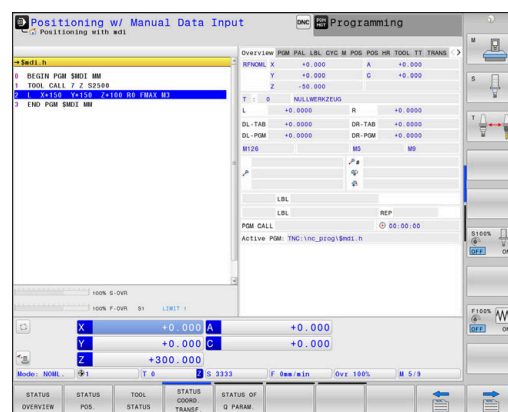 Positioning w/ Manual Data Input
Positioning with mdi
DNC
Programming
→$mdi.h
0 BEGIN PGM $MDI MM
1 TOOL CALL 7 Z S2500
2 L X+150 Y+150 Z+100 R0 FMAX M3
3 END PGM $MDI MM
100% S-OVR
100% F-OVR S1 LIMIT 1
Overview PGM PAL LBL CYC M POS POS HR TOOL TT TRANS
RFNOML X +0.000 A +0.000
Y +0.000 C +0.000
Z -50.000
T : 0 NULLWERKZEUG
L +0.0000 R +0.0000
DL-TAB +0.0000 DR-TAB +0.0000
DL-PGM +0.0000 DR-PGM +0.0000
M126 M5 M9
P #
P
LBL
LBL REP
PGM CALL 00:00:00
Active PGM: TNC:\nc_prog\$mdi.h
X +0.000 A +0.000
Y +0.000 C +0.000
Z +300.000
Mode: NOML. 1 T 0 Z S 3333 F 0mm/min Ovr 100% M 5/9
STATUS OVERVIEW
STATUS POS.
TOOL STATUS
STATUS COORD. TRANSF.
STATUS OF Q PARAM.
M
S
T
S100%
OFF ON
F100%
OFF ON